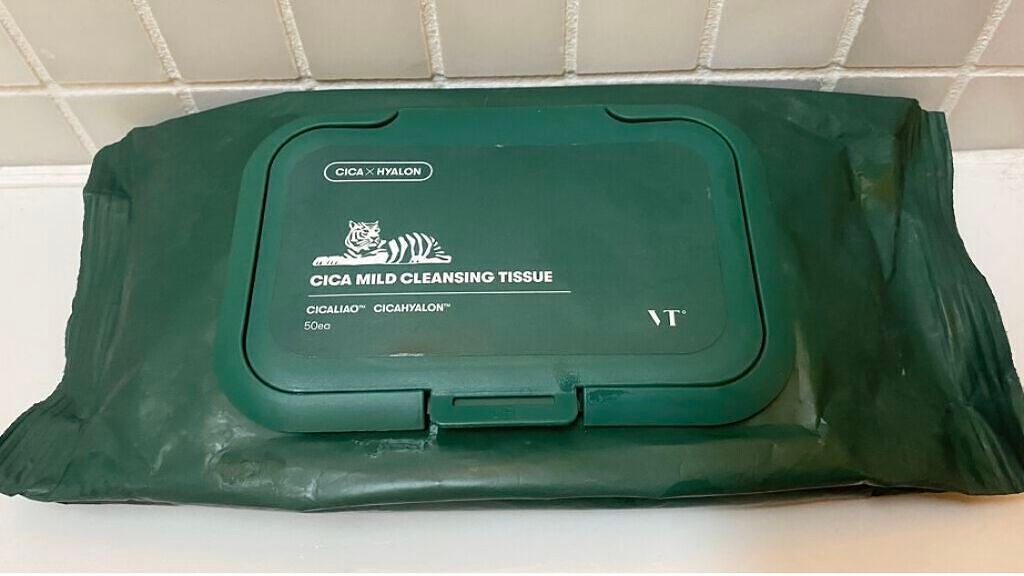 CICA × HYALON
CICA MILD CLEANSING TISSUE
CICALIAO™ CICAHYALON™
50ea
VT°